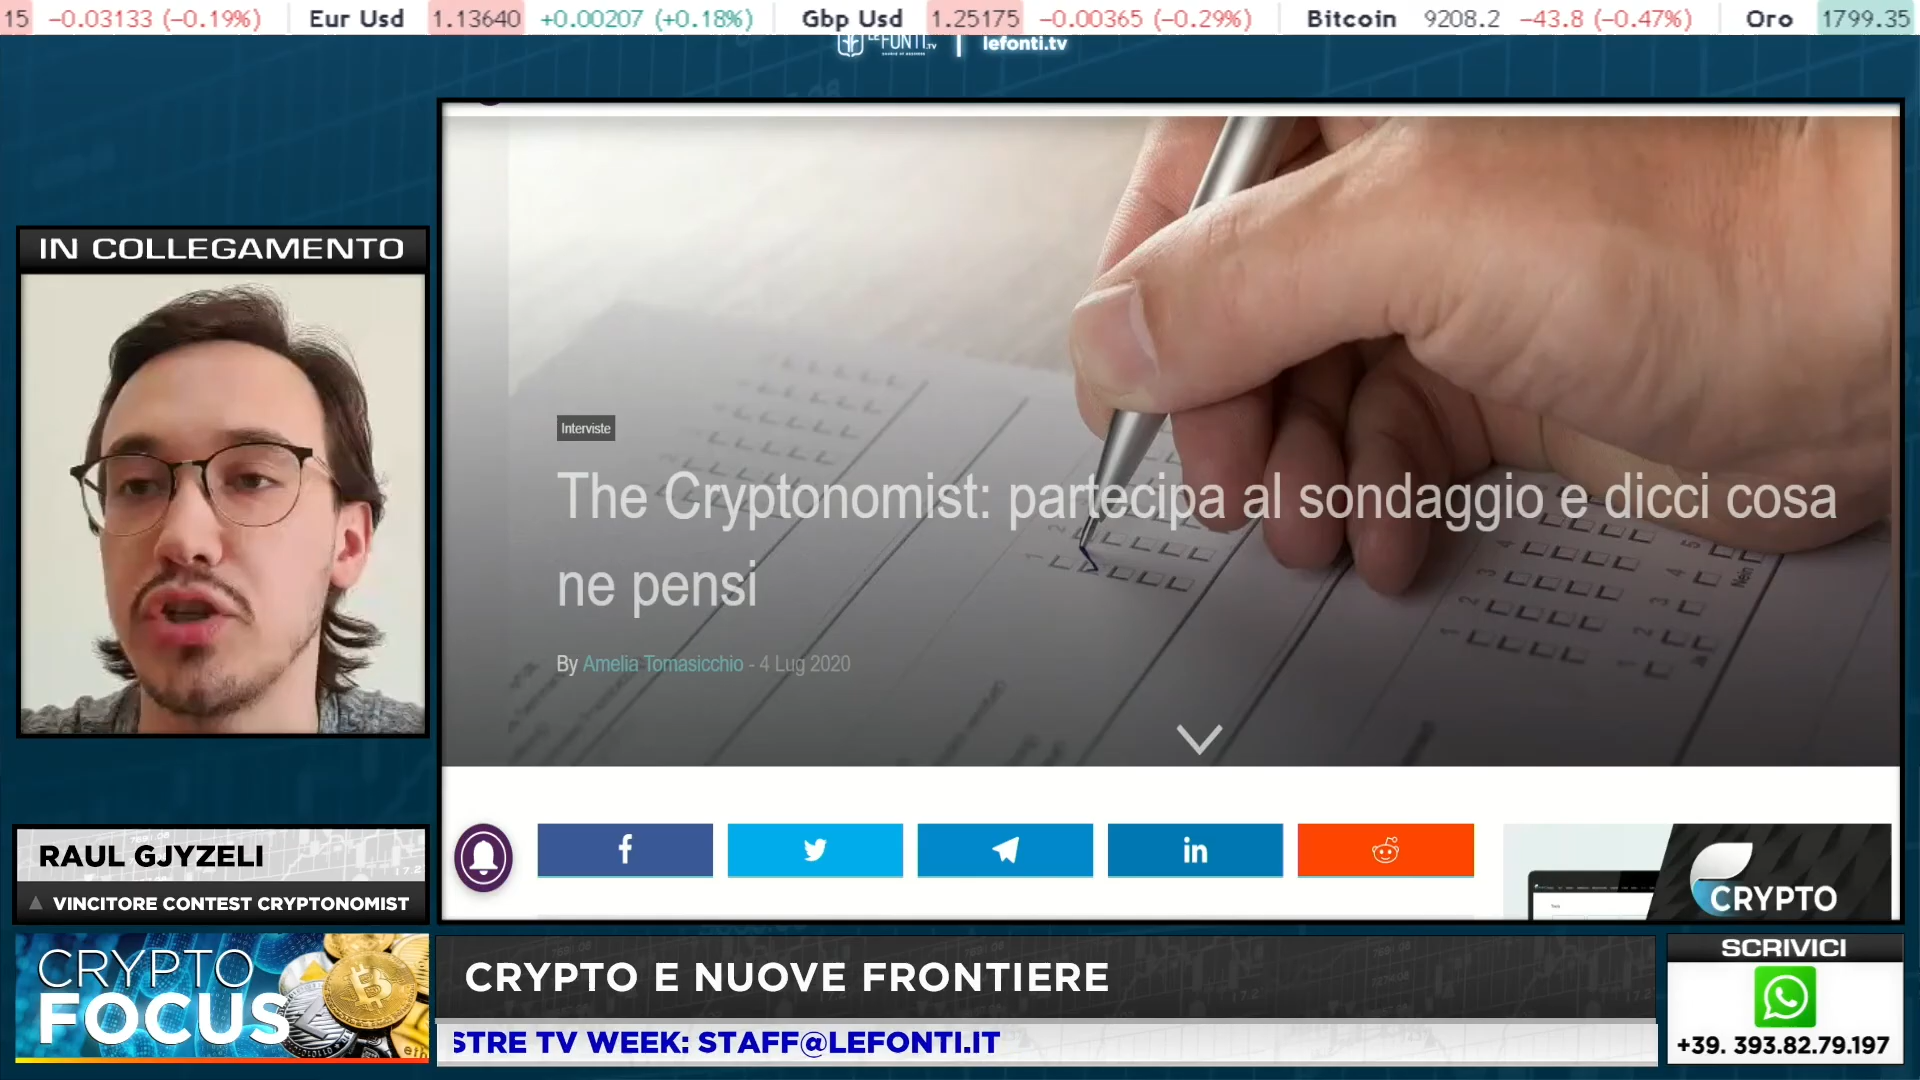 15 −0.03133 (−0.19%) Eur Usd 1.13640 +0.00207 (+0.18%) Gbp Usd 1.25175 −0.00365 (−0.29%) Bitcoin 9208.2 −43.8 (−0.47%) Oro 1799.35
LEFONTI.TV lefonti.tv
IN COLLEGAMENTO
Interviste
The Cryptonomist: partecipa al sondaggio e dicci cosa
ne pensi
By Amelia Tomasicchio - 4 Lug 2020
Nein
RAUL GJYZELI
VINCITORE CONTEST CRYPTONOMIST
CRYPTO
CRYPTO
FOCUS
CRYPTO E NUOVE FRONTIERE
STRE TV WEEK: STAFF@LEFONTI.IT
SCRIVICI
+39. 393.82.79.197